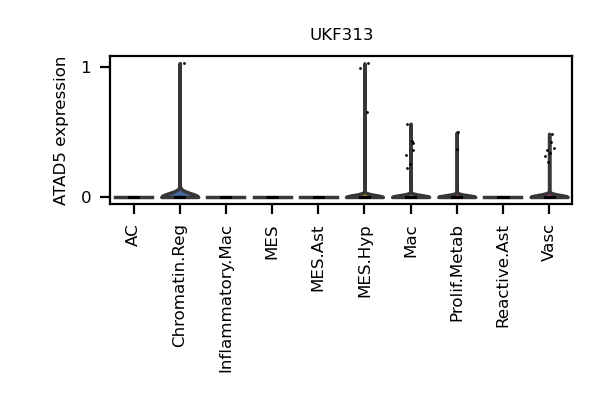 UKF313
ATAD5 expression
1
0
AC
Chromatin.Reg
Inflammatory.Mac
MES
MES.Ast
MES.Hyp
Mac
Prolif.Metab
Reactive.Ast
Vasc